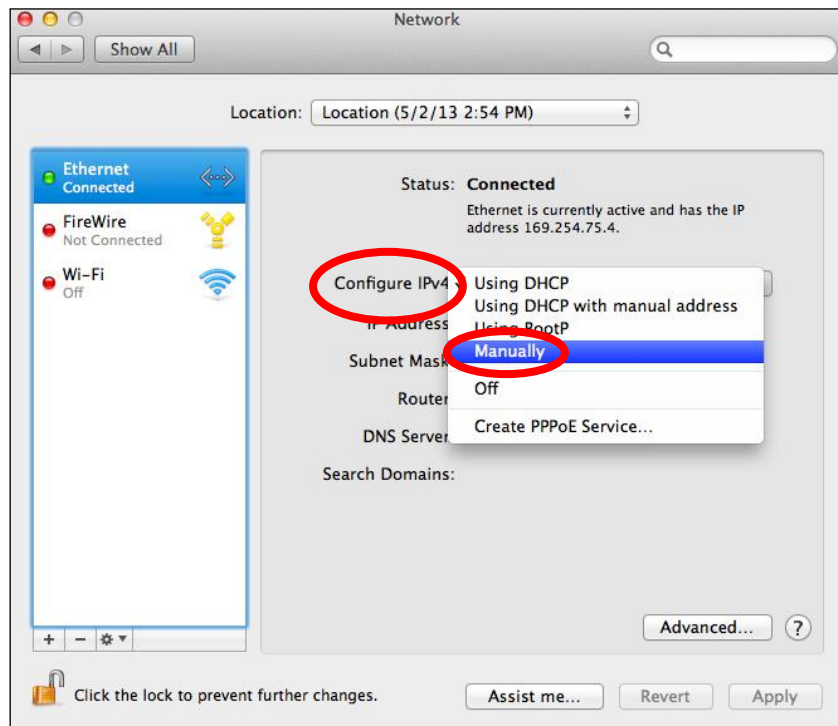 Network
Show All
Location: Location (5/2/13 2:54 PM)
Ethernet
Connected
FireWire
Not Connected
Wi-Fi
Off
Status: Connected
Ethernet is currently active and has the IP
address 169.254.75.4.
Configure IPv4
Using DHCP
Using DHCP with manual address
Using BootP
Manually
Off
Create PPPoE Service...
IP Address
Subnet Mask
Router
DNS Server
Search Domains:
Advanced... ?
Click the lock to prevent further changes.
Assist me... Revert Apply